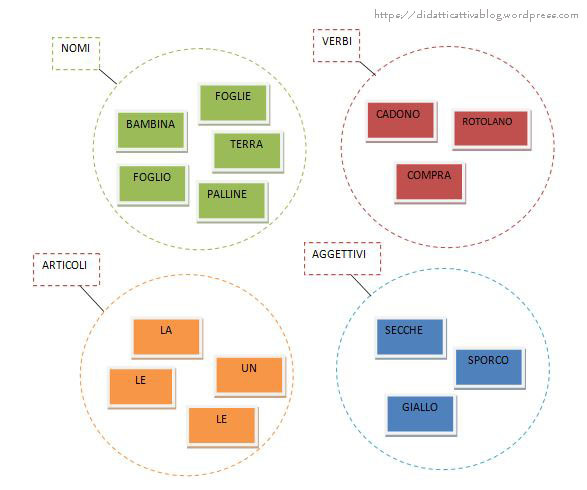 https://didatticattivablog.wordpress.com
NOMI
FOGLIE
BAMBINA
TERRA
FOGLIO
PALLINE
VERBI
CADONO
ROTOLANO
COMPRA
ARTICOLI
LA
UN
LE
LE
AGGETTIVI
SECCHE
SPORCO
GIALLO